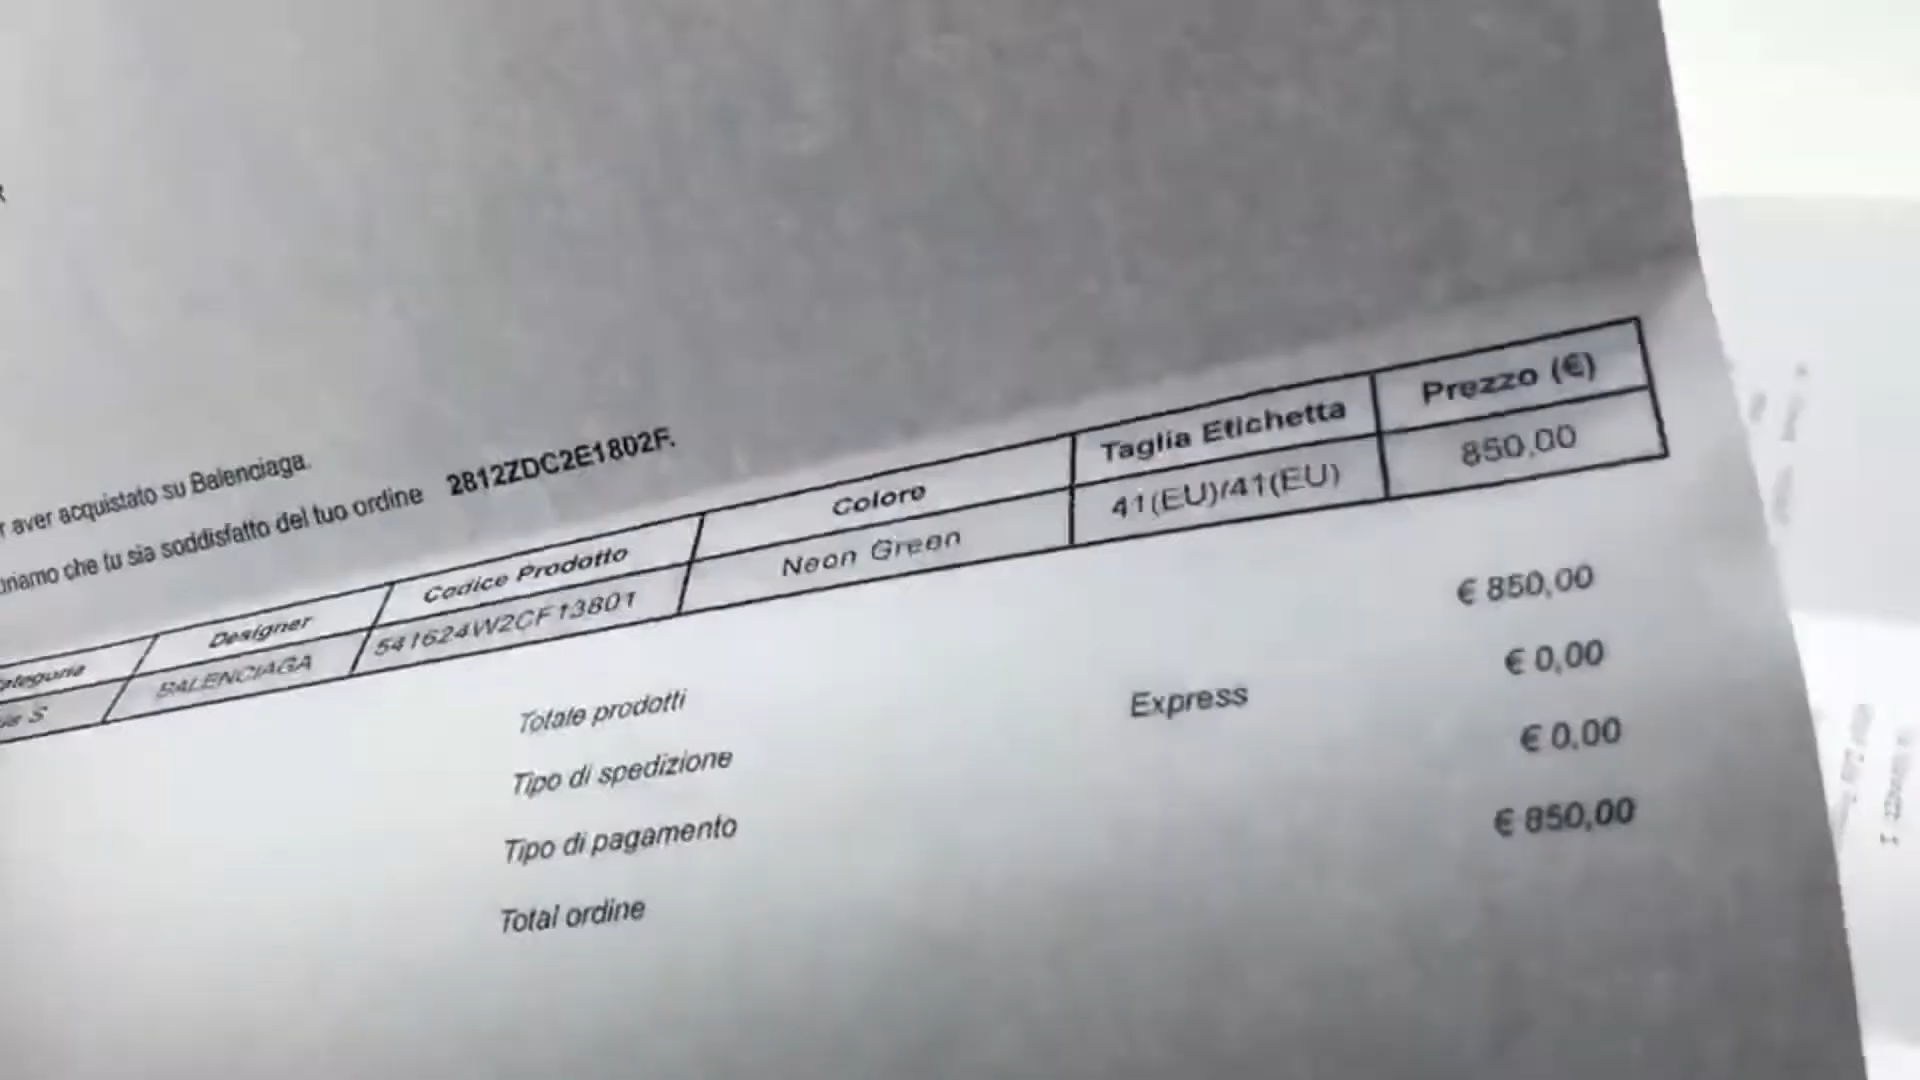 r aver acquistato su Balenciaga.
uriamo che tu sia soddisfatto del tuo ordine 2812ZDC2E1802F.
ategoria Designer Codice Prodotto Colore Taglia Etichetta Prezzo (€)
S BALENCIAGA 541624W2CF13801 Neon Green 41(EU)/41(EU) 850,00
Totale prodotti € 850,00
Tipo di spedizione Express € 0,00
Tipo di pagamento € 0,00
Total ordine € 850,00